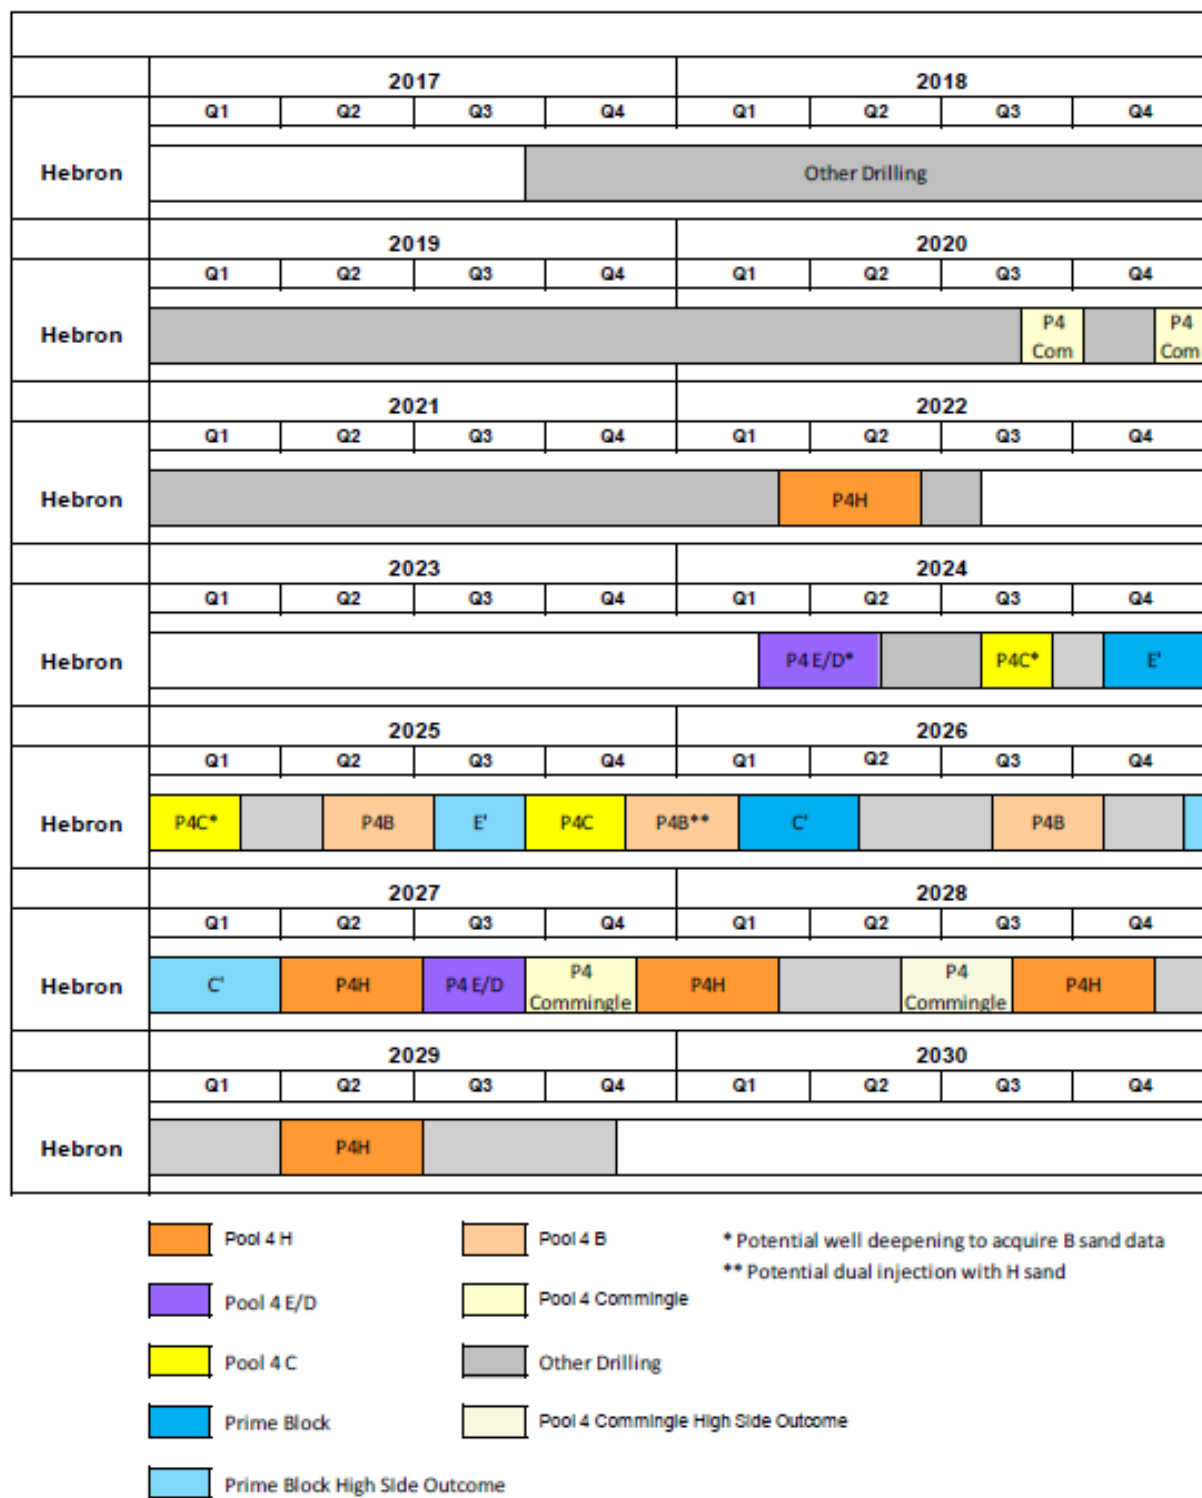 2017 2018
Q1 Q2 Q3 Q4 Q1 Q2 Q3 Q4
Hebron Other Drilling
2019 2020
Q1 Q2 Q3 Q4 Q1 Q2 Q3 Q4
Hebron P4 Com P4 Com
2021 2022
Q1 Q2 Q3 Q4 Q1 Q2 Q3 Q4
Hebron P4H
2023 2024
Q1 Q2 Q3 Q4 Q1 Q2 Q3 Q4
Hebron P4 E/D* P4C* E'
2025 2026
Q1 Q2 Q3 Q4 Q1 Q2 Q3 Q4
Hebron P4C* P4B E' P4C P4B** C' P4B
2027 2028
Q1 Q2 Q3 Q4 Q1 Q2 Q3 Q4
Hebron C' P4H P4 E/D P4 Commingle P4H P4 Commingle P4H
2029 2030
Q1 Q2 Q3 Q4 Q1 Q2 Q3 Q4
Hebron P4H
Pool 4 H Pool 4 B * Potential well deepening to acquire B sand data
** Potential dual injection with H sand
Pool 4 E/D Pool 4 Commingle
Pool 4 C Other Drilling
Prime Block Pool 4 Commingle High Side Outcome
Prime Block High Side Outcome